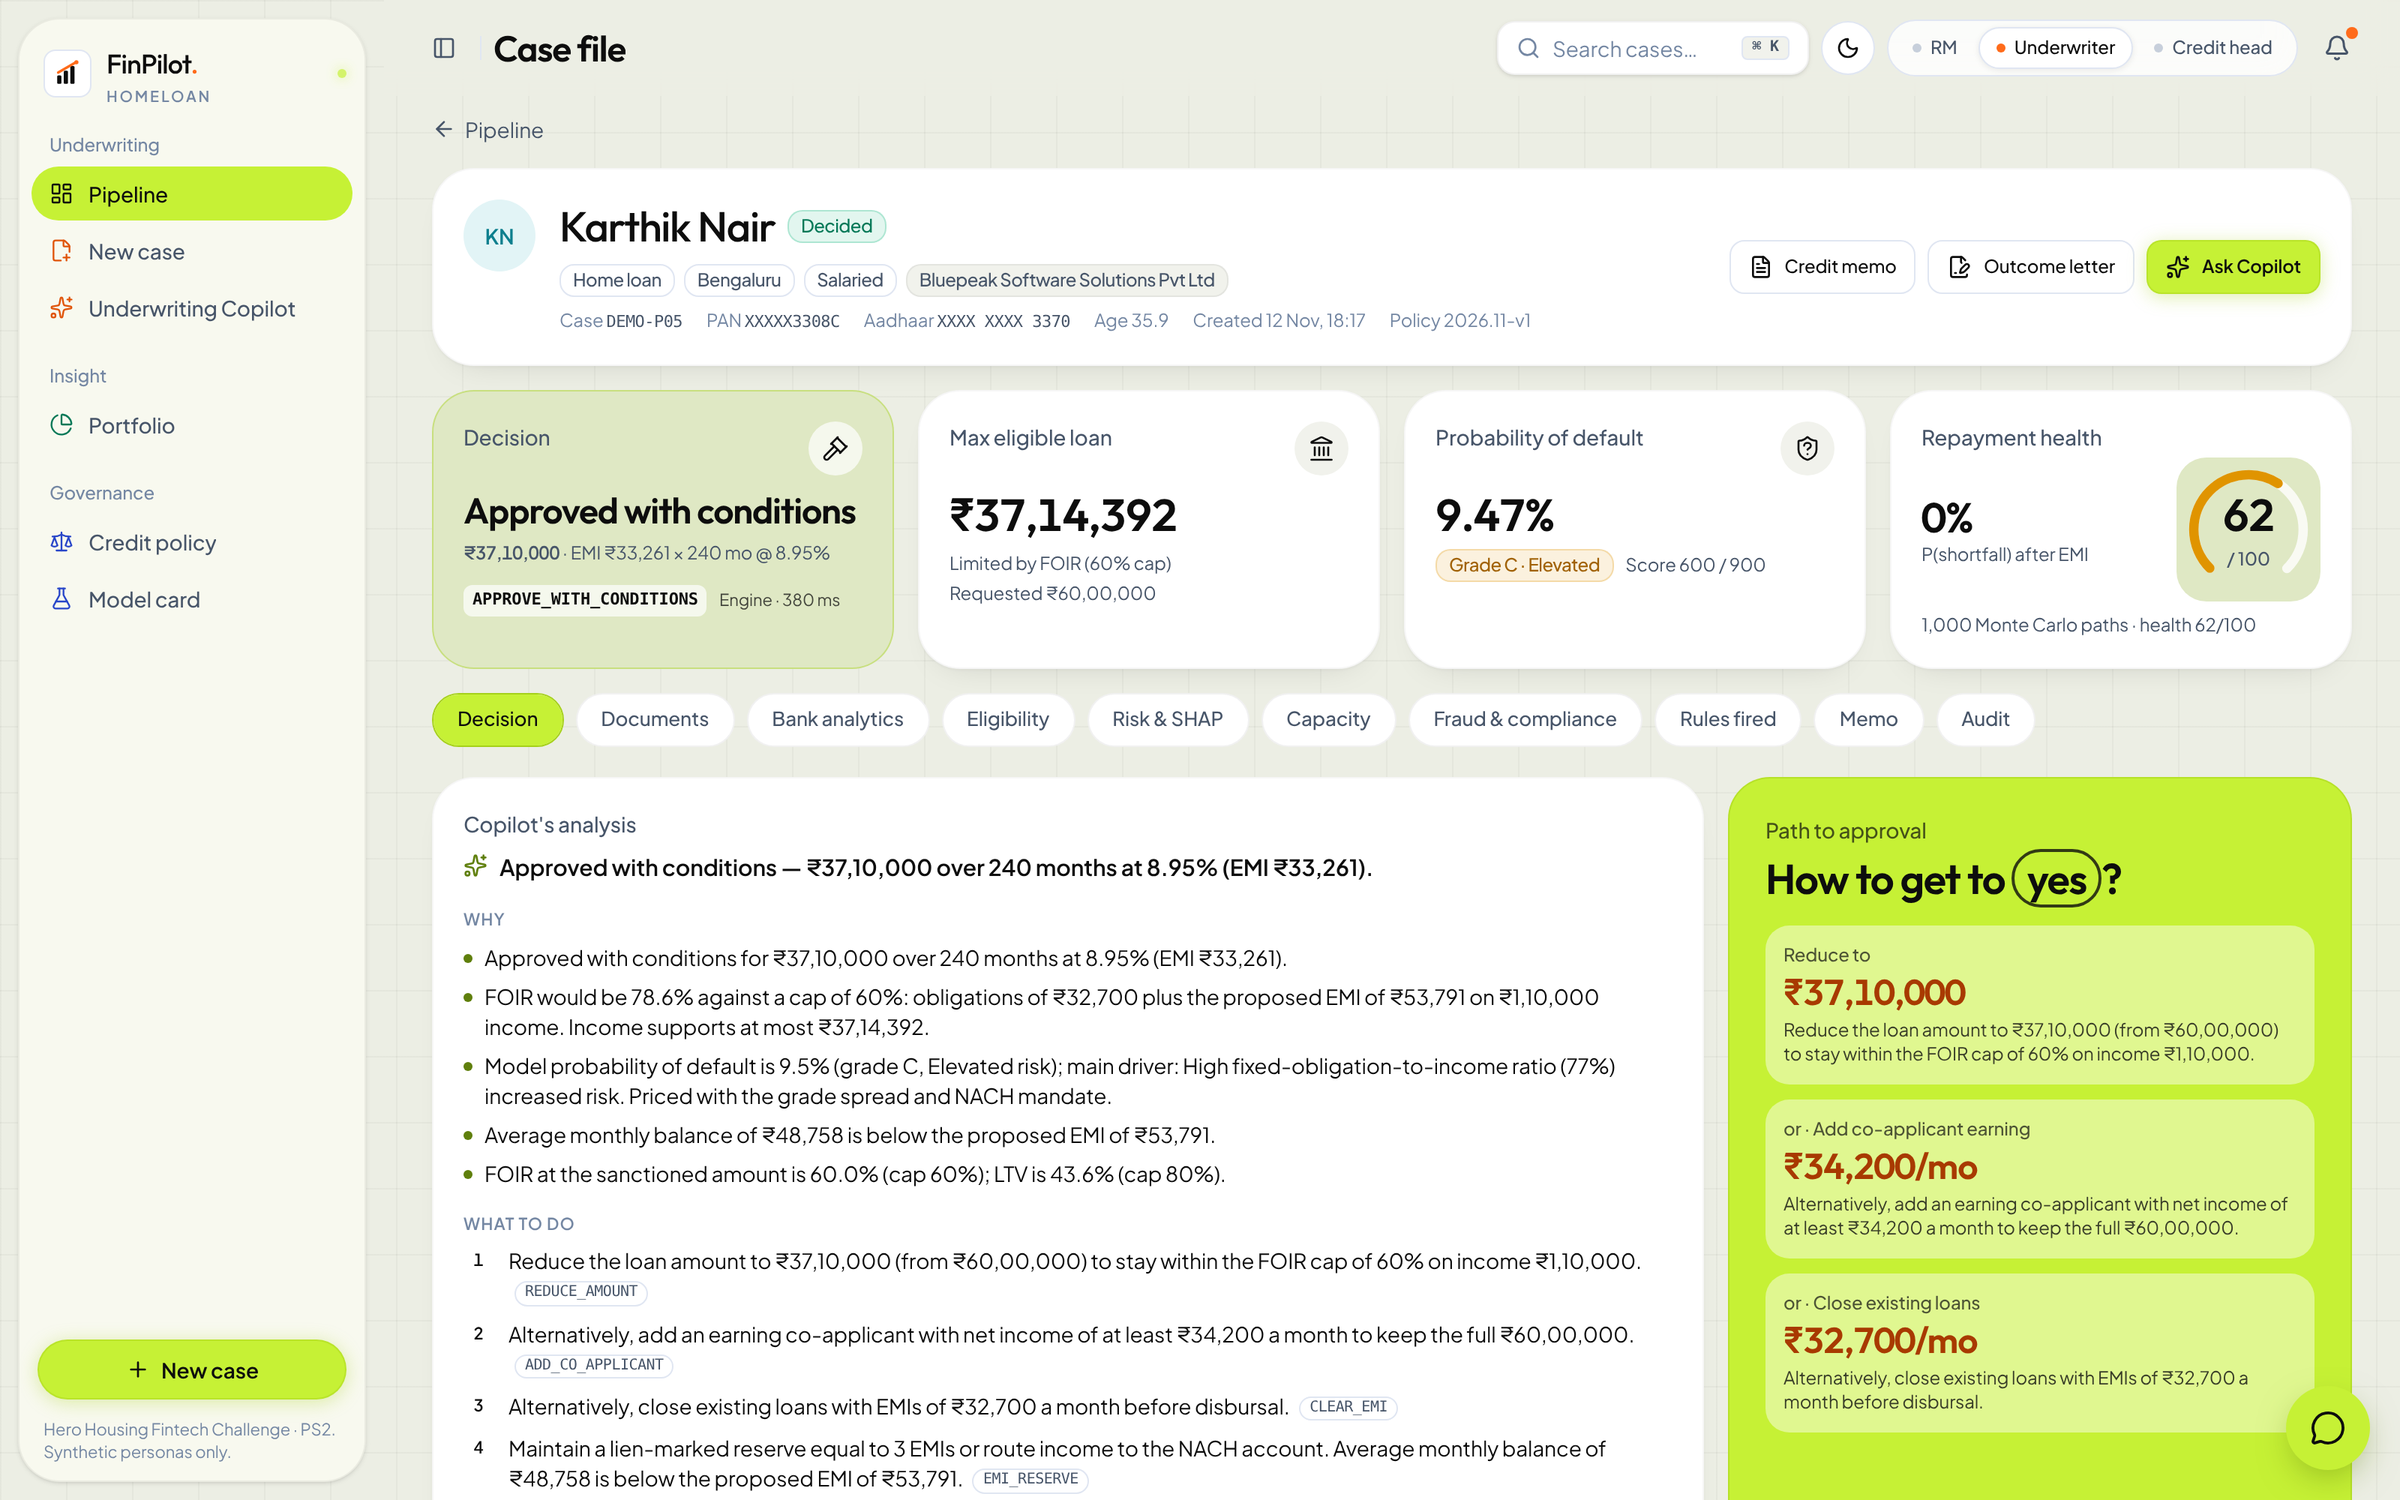 FinPilot.
HOMELOAN
Underwriting
Pipeline
New case
Underwriting Copilot
Insight
Portfolio
Governance
Credit policy
Model card
New case
Hero Housing Fintech Challenge · PS2.
Synthetic personas only.
Case file
Search cases...
⌘ K
RM
Underwriter
Credit head
Pipeline
KN
Karthik Nair
Decided
Home loan
Bengaluru
Salaried
Bluepeak Software Solutions Pvt Ltd
Case DEMO-P05 PAN XXXXX3308C Aadhaar XXXX XXXX 3370 Age 35.9 Created 12 Nov, 18:17 Policy 2026.11-v1
Credit memo
Outcome letter
Ask Copilot
Decision
Approved with conditions
₹37,10,000 · EMI ₹33,261 × 240 mo @ 8.95%
APPROVE_WITH_CONDITIONS Engine · 380 ms
Max eligible loan
₹37,14,392
Limited by FOIR (60% cap)
Requested ₹60,00,000
Probability of default
9.47%
Grade C · Elevated Score 600 / 900
Repayment health
0%
P(shortfall) after EMI
62
/ 100
1,000 Monte Carlo paths · health 62/100
Decision
Documents
Bank analytics
Eligibility
Risk & SHAP
Capacity
Fraud & compliance
Rules fired
Memo
Audit
Copilot's analysis
Approved with conditions — ₹37,10,000 over 240 months at 8.95% (EMI ₹33,261).
WHY
Approved with conditions for ₹37,10,000 over 240 months at 8.95% (EMI ₹33,261).
FOIR would be 78.6% against a cap of 60%: obligations of ₹32,700 plus the proposed EMI of ₹53,791 on ₹1,10,000
income. Income supports at most ₹37,14,392.
Model probability of default is 9.5% (grade C, Elevated risk); main driver: High fixed-obligation-to-income ratio (77%)
increased risk. Priced with the grade spread and NACH mandate.
Average monthly balance of ₹48,758 is below the proposed EMI of ₹53,791.
FOIR at the sanctioned amount is 60.0% (cap 60%); LTV is 43.6% (cap 80%).
WHAT TO DO
1 Reduce the loan amount to ₹37,10,000 (from ₹60,00,000) to stay within the FOIR cap of 60% on income ₹1,10,000.
REDUCE_AMOUNT
2 Alternatively, add an earning co-applicant with net income of at least ₹34,200 a month to keep the full ₹60,00,000.
ADD_CO_APPLICANT
3 Alternatively, close existing loans with EMIs of ₹32,700 a month before disbursal. CLEAR_EMI
4 Maintain a lien-marked reserve equal to 3 EMIs or route income to the NACH account. Average monthly balance of
₹48,758 is below the proposed EMI of ₹53,791. EMI_RESERVE
Path to approval
How to get to yes ?
Reduce to
₹37,10,000
Reduce the loan amount to ₹37,10,000 (from ₹60,00,000)
to stay within the FOIR cap of 60% on income ₹1,10,000.
or · Add co-applicant earning
₹34,200/mo
Alternatively, add an earning co-applicant with net income of
at least ₹34,200 a month to keep the full ₹60,00,000.
or · Close existing loans
₹32,700/mo
Alternatively, close existing loans with EMIs of ₹32,700 a
month before disbursal.